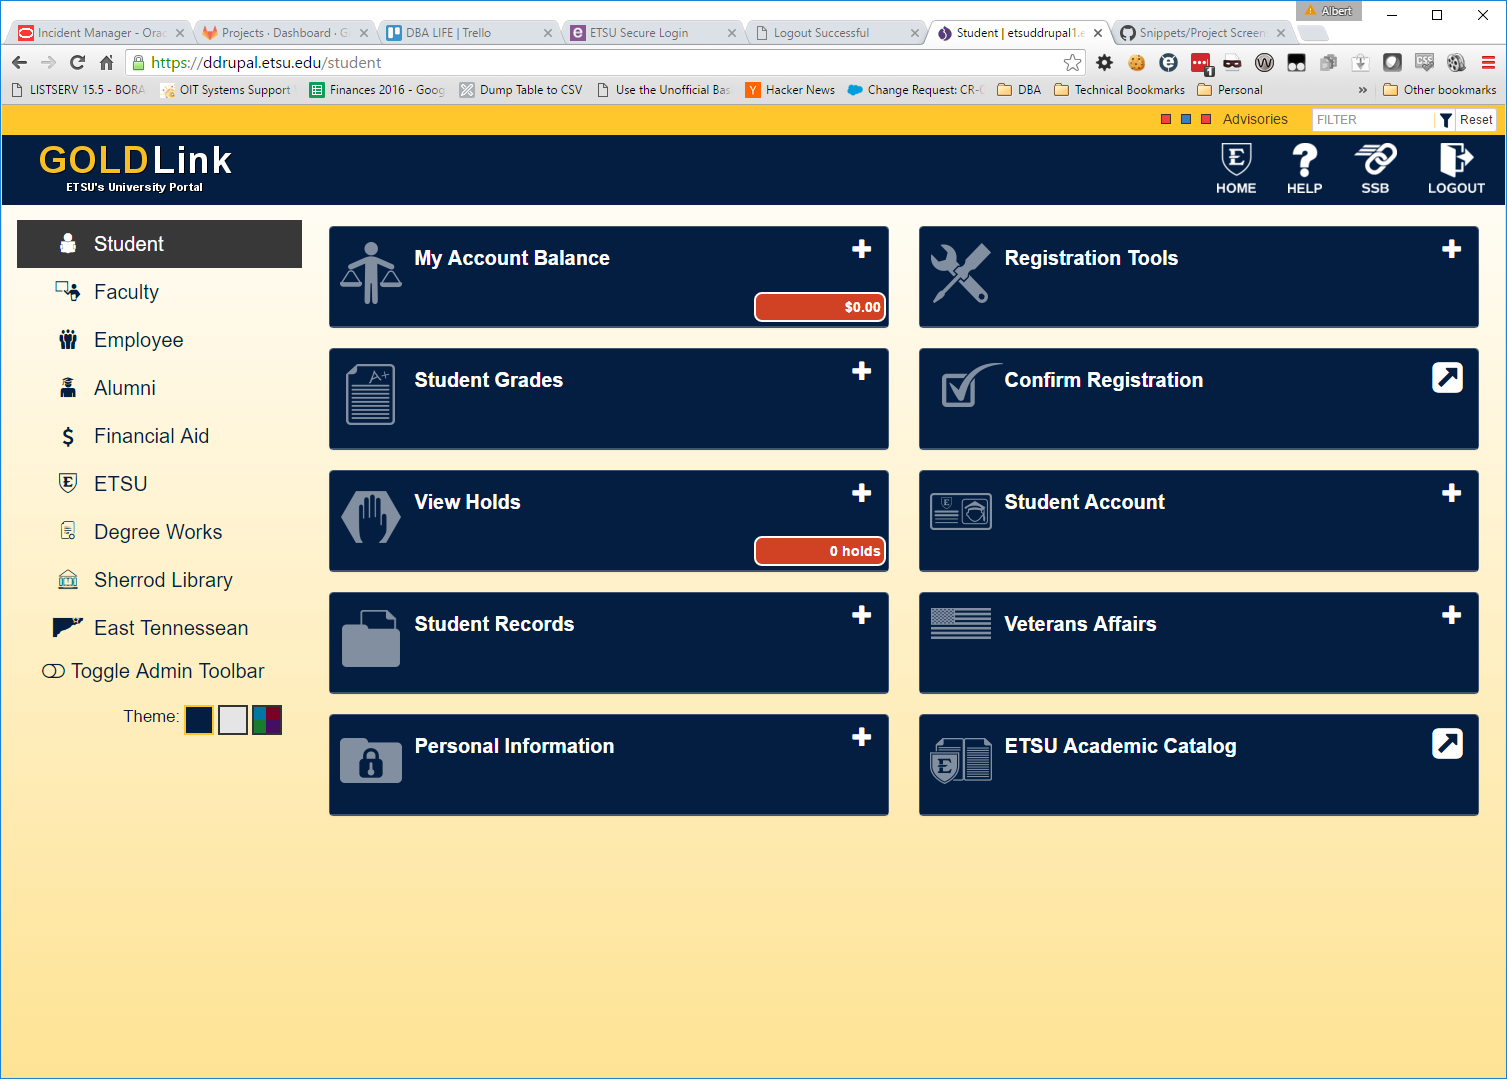 Albert
Incident Manager - Orac
Projects · Dashboard · G
DBA LIFE | Trello
ETSU Secure Login
Logout Successful
Student | etsuddrupal1.e
Snippets/Project Screen
https://ddrupal.etsu.edu/student
LISTSERV 15.5 - BORA
OIT Systems Support
Finances 2016 - Goog
Dump Table to CSV
Use the Unofficial Bas
Hacker News
Change Request: CR-0
DBA
Technical Bookmarks
Personal
»
Other bookmarks
Advisories
FILTER
Reset
GOLDLink
ETSU's University Portal
HOME
HELP
SSB
LOGOUT
Student
Faculty
Employee
Alumni
Financial Aid
ETSU
Degree Works
Sherrod Library
East Tennessean
Toggle Admin Toolbar
Theme:
My Account Balance
$0.00
Registration Tools
A+
Student Grades
Confirm Registration
View Holds
0 holds
Student Account
Student Records
Veterans Affairs
Personal Information
ETSU Academic Catalog